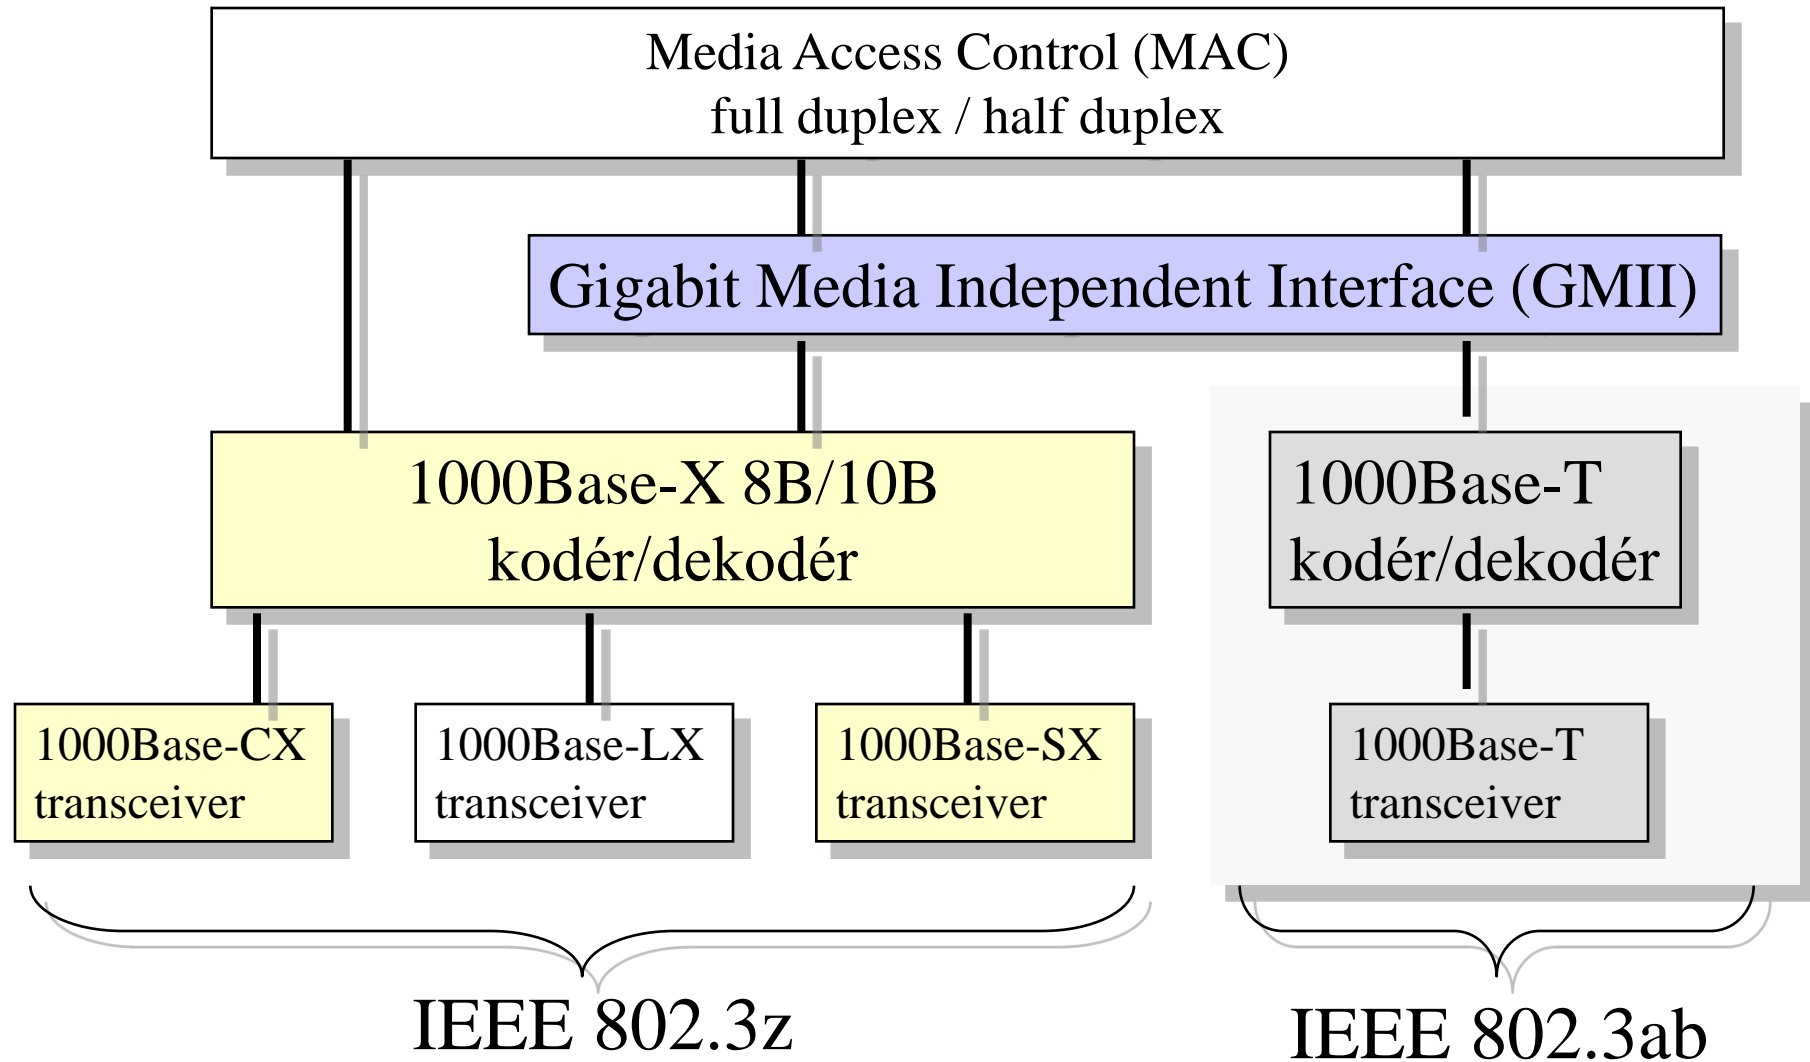 Media Access Control (MAC)
full duplex / half duplex
Gigabit Media Independent Interface (GMII)
1000Base-X 8B/10B
kodér/dekodér
1000Base-T
kodér/dekodér
1000Base-CX
transceiver
1000Base-LX
transceiver
1000Base-SX
transceiver
1000Base-T
transceiver
IEEE 802.3z
IEEE 802.3ab